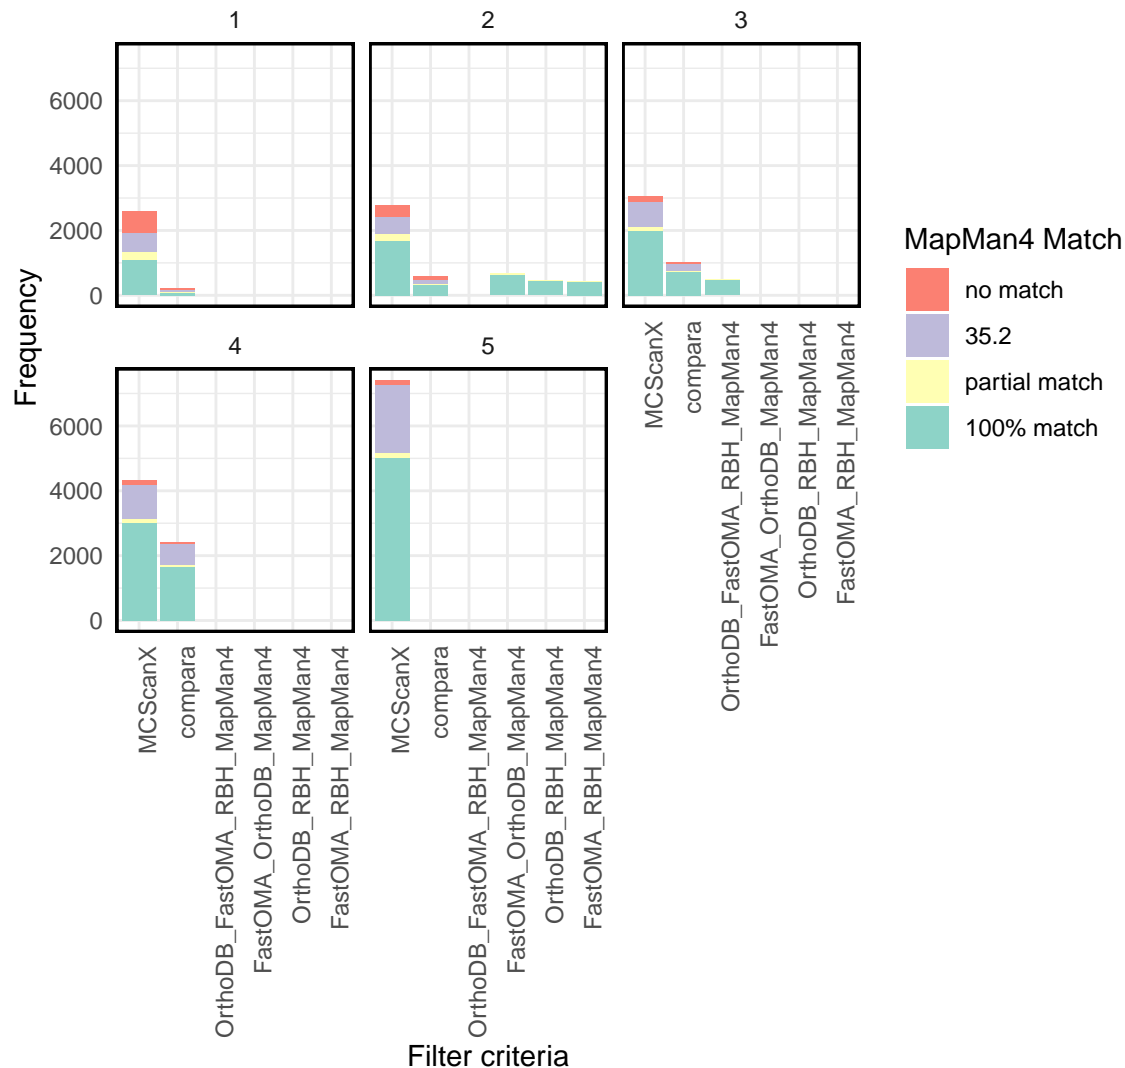 1
2
3
6000
4000
2000
0
Frequency
MapMan4 Match
no match
35.2
partial match
100% match
MCScanX
compara
OrthoDB_FastOMA_RBH_MapMan4
FastOMA_OrthoDB_MapMan4
OrthoDB_RBH_MapMan4
FastOMA_RBH_MapMan4
4
5
6000
4000
2000
0
MCScanX
compara
OrthoDB_FastOMA_RBH_MapMan4
FastOMA_OrthoDB_MapMan4
OrthoDB_RBH_MapMan4
FastOMA_RBH_MapMan4
MCScanX
compara
OrthoDB_FastOMA_RBH_MapMan4
FastOMA_OrthoDB_MapMan4
OrthoDB_RBH_MapMan4
FastOMA_RBH_MapMan4
Filter criteria